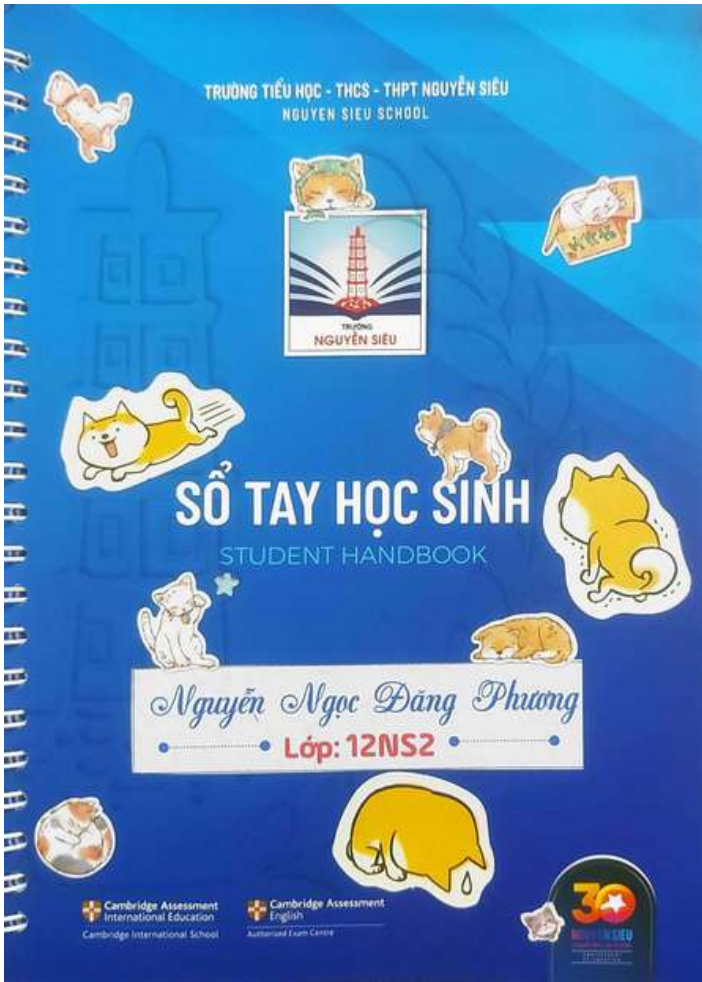 TRƯỜNG TIỂU HỌC - THCS - THPT NGUYỄN SIÊU
NGUYEN SIEU SCHOOL
TRƯỜNG
NGUYỄN SIÊU
SỔ TAY HỌC SINH
STUDENT HANDBOOK
Nguyễn Ngọc Đăng Phương
Lớp: 12NS2
Cambridge Assessment
International Education
Cambridge International School
Cambridge Assessment
English
Authorised Exam Centre
30
NGUYEN SIEU